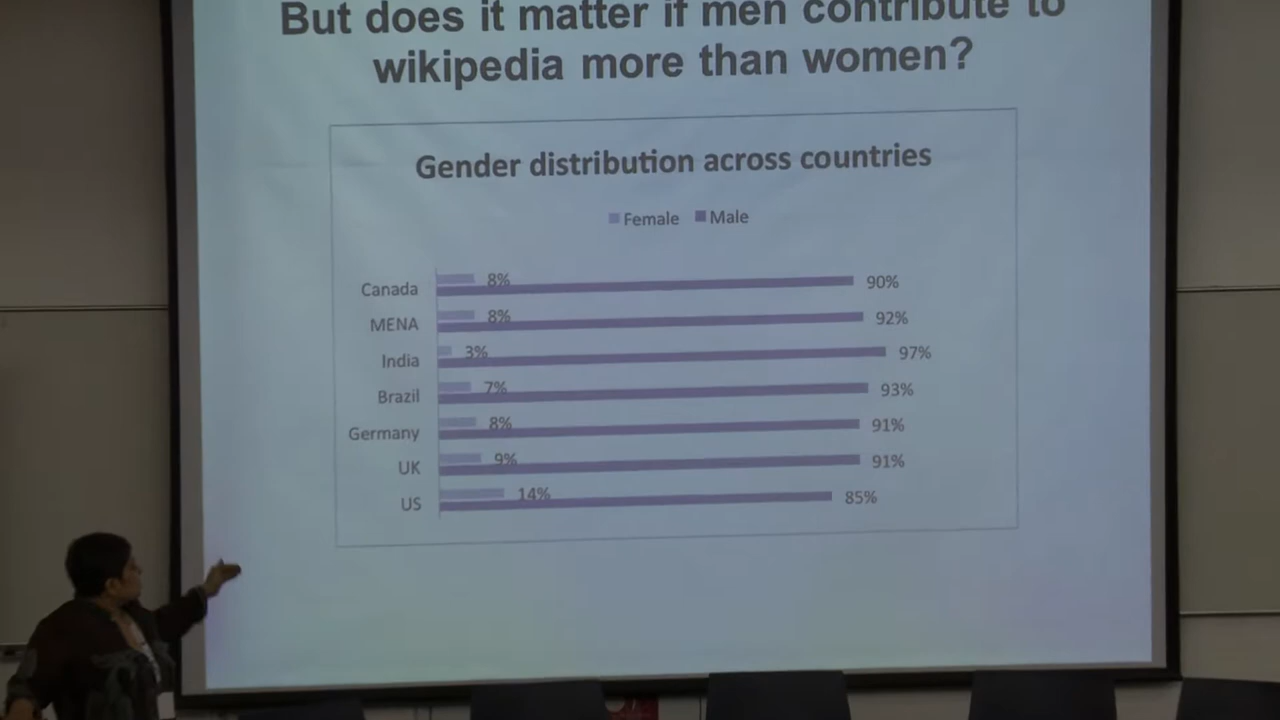 But does it matter if men contribute to
wikipedia more than women?
Gender distribution across countries
Female Male
Canada 8% 90%
MENA 8% 92%
India 3% 97%
Brazil 7% 93%
Germany 8% 91%
UK 9% 91%
US 14% 85%